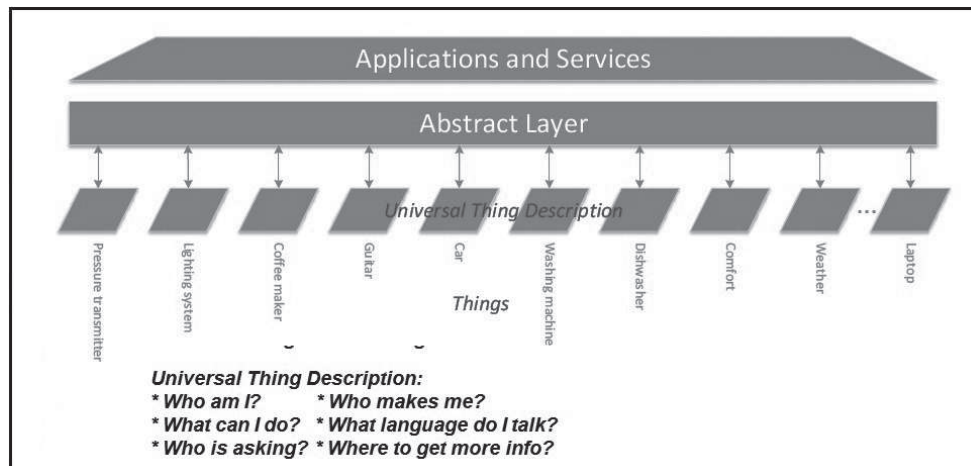 Applications and Services
Abstract Layer
Universal Thing Description
...
Pressure transmitter
Lighting system
Coffee maker
Guitar
Car
Washing machine
Dishwasher
Comfort
Weather
Laptop
Things
Universal Thing Description:
* Who am I? * Who makes me?
* What can I do? * What language do I talk?
* Who is asking? * Where to get more info?